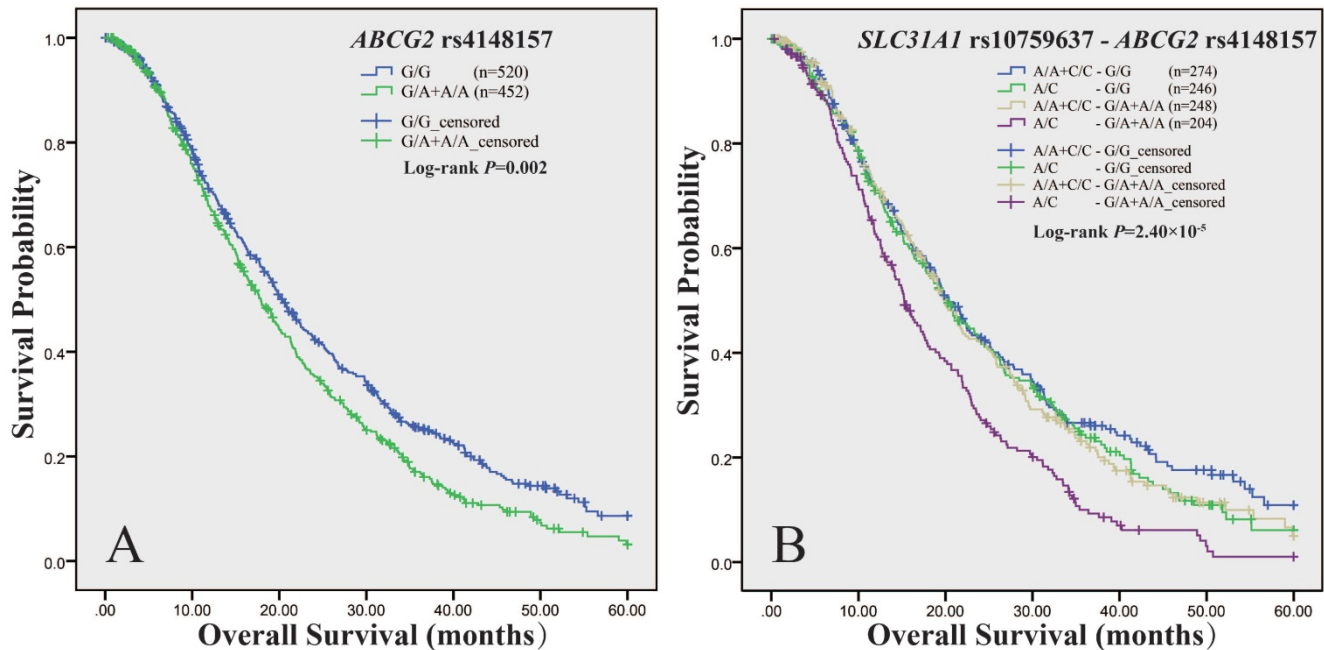 ABCG2 rs4148157
G/G (n=520)
G/A+A/A (n=452)
G/G_censored
G/A+A/A_censored
Log-rank P=0.002
1.0
0.8
0.6
0.4
0.2
0.0
Survival Probability
A
.00 10.00 20.00 30.00 40.00 50.00 60.00
Overall Survival (months)
SLC31A1 rs10759637 - ABCG2 rs4148157
A/A+C/C - G/G (n=274)
A/C - G/G (n=246)
A/A+C/C - G/A+A/A (n=248)
A/C - G/A+A/A (n=204)
A/A+C/C - G/G_censored
A/C - G/G_censored
A/A+C/C - G/A+A/A_censored
A/C - G/A+A/A_censored
Log-rank P=2.40×10⁻⁵
1.0
0.8
0.6
0.4
0.2
0.0
Survival Probability
B
.00 10.00 20.00 30.00 40.00 50.00 60.00
Overall Survival (months)